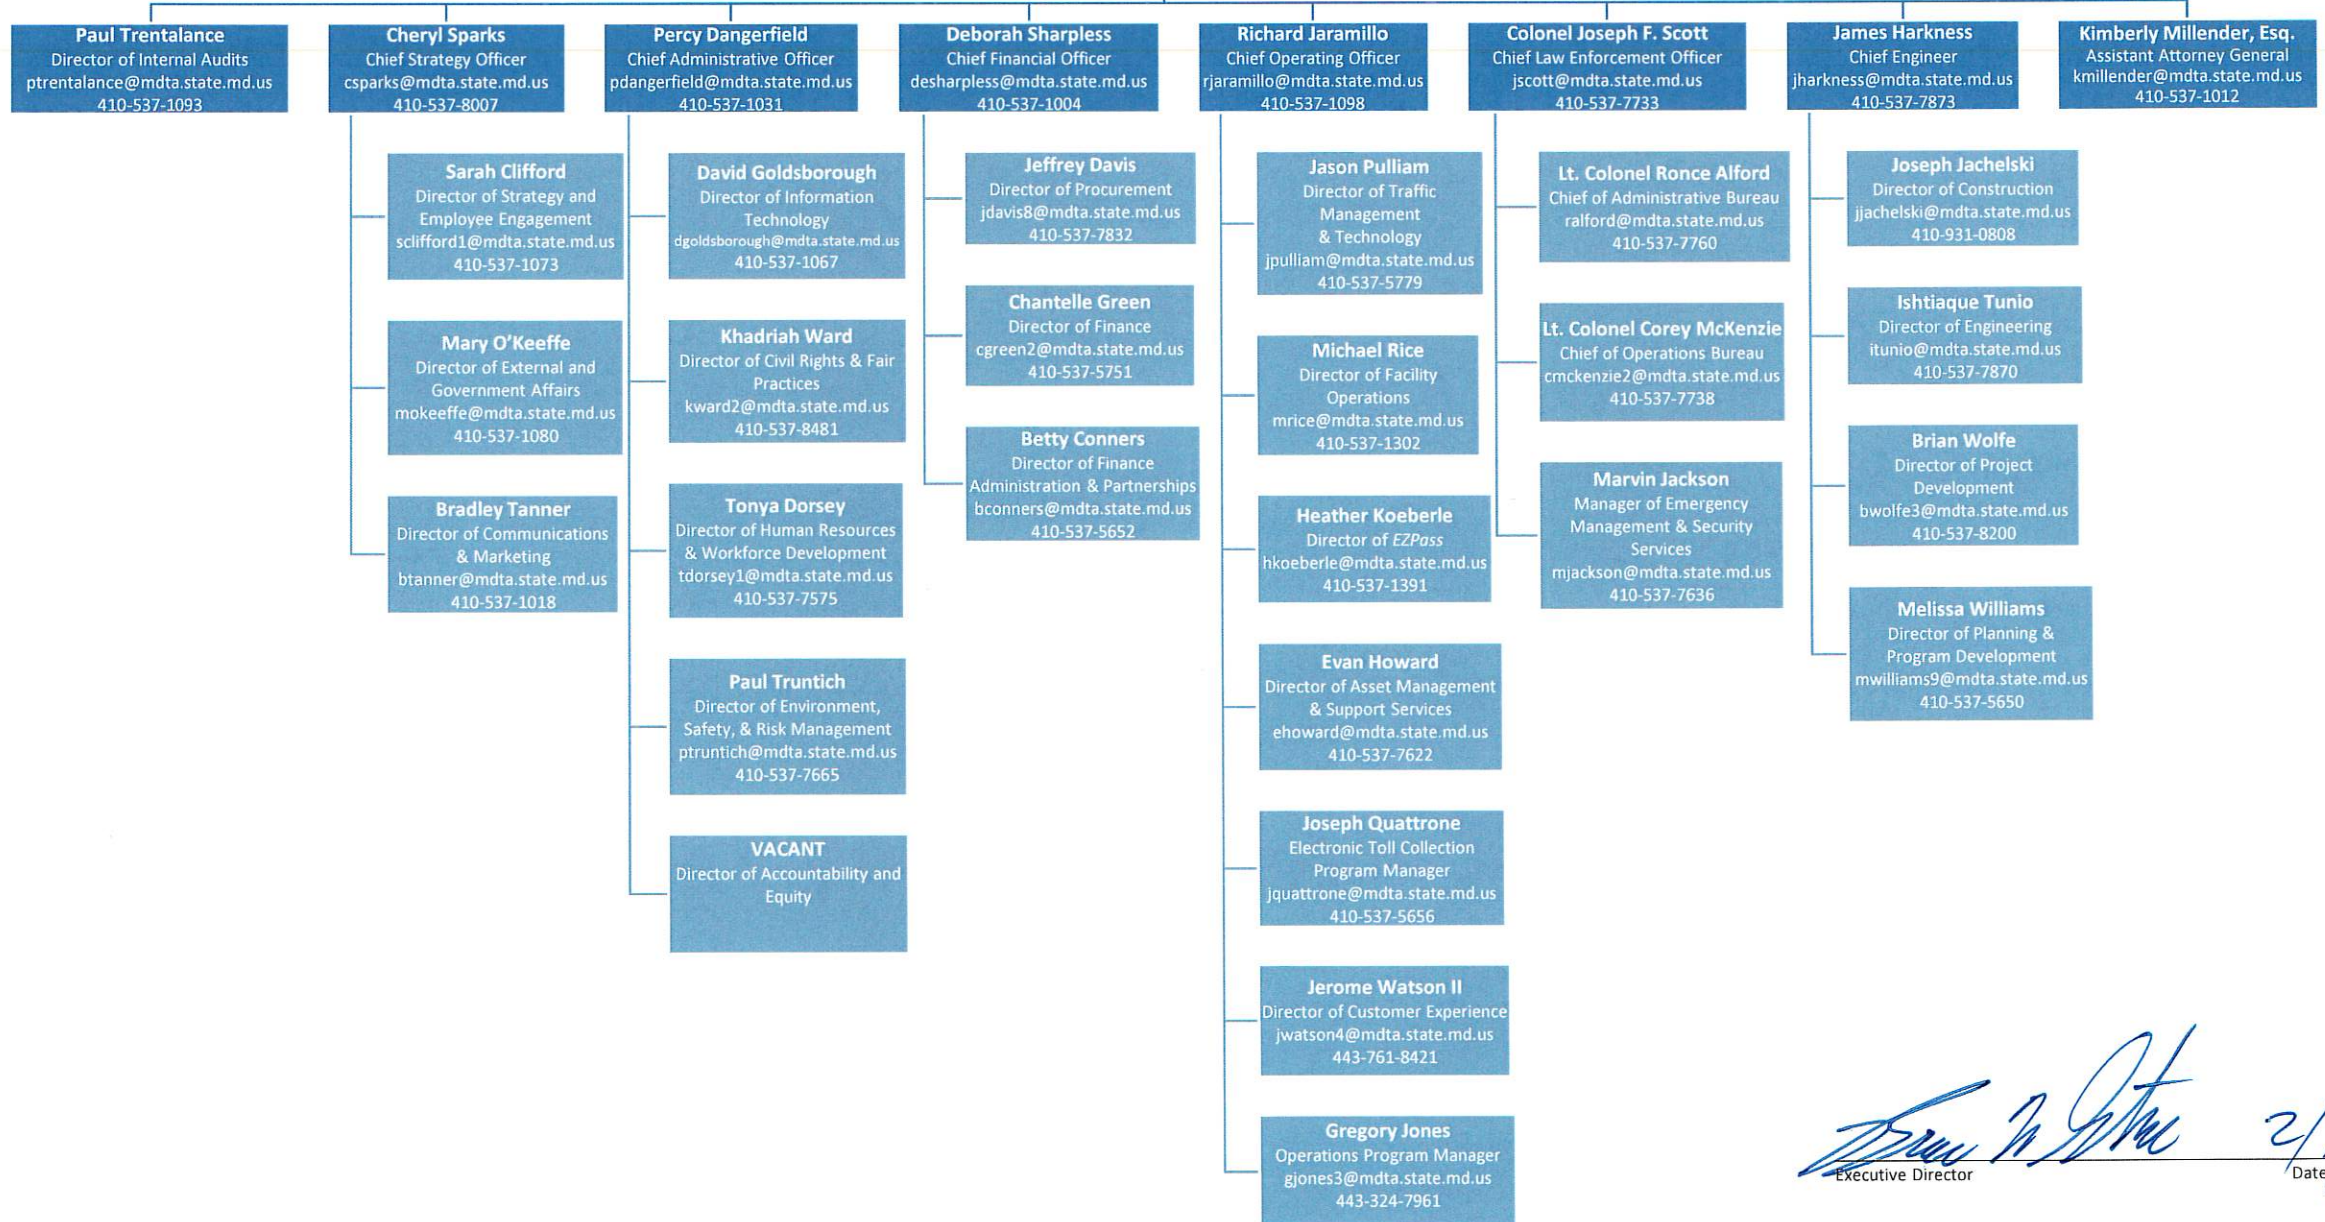 Paul Trentalance
Director of Internal Audits
ptrentalance@mdta.state.md.us
410-537-1093
Cheryl Sparks
Chief Strategy Officer
csparks@mdta.state.md.us
410-537-8007
Percy Dangerfield
Chief Administrative Officer
pdangerfield@mdta.state.md.us
410-537-1031
Deborah Sharpless
Chief Financial Officer
desharpless@mdta.state.md.us
410-537-1004
Richard Jaramillo
Chief Operating Officer
rjaramillo@mdta.state.md.us
410-537-1098
Colonel Joseph F. Scott
Chief Law Enforcement Officer
jscott@mdta.state.md.us
410-537-7733
James Harkness
Chief Engineer
jharkness@mdta.state.md.us
410-537-7873
Kimberly Millender, Esq.
Assistant Attorney General
kmillender@mdta.state.md.us
410-537-1012
Sarah Clifford
Director of Strategy and
Employee Engagement
sclifford1@mdta.state.md.us
410-537-1073
Mary O'Keeffe
Director of External and
Government Affairs
mokeeffe@mdta.state.md.us
410-537-1080
Bradley Tanner
Director of Communications
& Marketing
btanner@mdta.state.md.us
410-537-1018
David Goldsborough
Director of Information
Technology
dgoldsborough@mdta.state.md.us
410-537-1067
Khadriah Ward
Director of Civil Rights & Fair
Practices
kward2@mdta.state.md.us
410-537-8481
Tonya Dorsey
Director of Human Resources
& Workforce Development
tdorsey1@mdta.state.md.us
410-537-7575
Paul Truntich
Director of Environment,
Safety, & Risk Management
ptruntich@mdta.state.md.us
410-537-7665
VACANT
Director of Accountability and
Equity
Jeffrey Davis
Director of Procurement
jdavis8@mdta.state.md.us
410-537-7832
Chantelle Green
Director of Finance
cgreen2@mdta.state.md.us
410-537-5751
Betty Conners
Director of Finance
Administration & Partnerships
bconners@mdta.state.md.us
410-537-5652
Jason Pulliam
Director of Traffic
Management
& Technology
jpulliam@mdta.state.md.us
410-537-5779
Michael Rice
Director of Facility
Operations
mrice@mdta.state.md.us
410-537-1302
Heather Koeberle
Director of EZPass
hkoeberle@mdta.state.md.us
410-537-1391
Evan Howard
Director of Asset Management
& Support Services
ehoward@mdta.state.md.us
410-537-7622
Joseph Quattrone
Electronic Toll Collection
Program Manager
jquattrone@mdta.state.md.us
410-537-5656
Jerome Watson II
Director of Customer Experience
jwatson4@mdta.state.md.us
443-761-8421
Gregory Jones
Operations Program Manager
gjones3@mdta.state.md.us
443-324-7961
Lt. Colonel Ronce Alford
Chief of Administrative Bureau
ralford@mdta.state.md.us
410-537-7760
Lt. Colonel Corey McKenzie
Chief of Operations Bureau
cmckenzie2@mdta.state.md.us
410-537-7738
Marvin Jackson
Manager of Emergency
Management & Security
Services
mjackson@mdta.state.md.us
410-537-7636
Joseph Jachelski
Director of Construction
jjachelski@mdta.state.md.us
410-931-0808
Ishtiaque Tunio
Director of Engineering
itunio@mdta.state.md.us
410-537-7870
Brian Wolfe
Director of Project
Development
bwolfe3@mdta.state.md.us
410-537-8200
Melissa Williams
Director of Planning &
Program Development
mwilliams9@mdta.state.md.us
410-537-5650
2/
Executive Director
Date